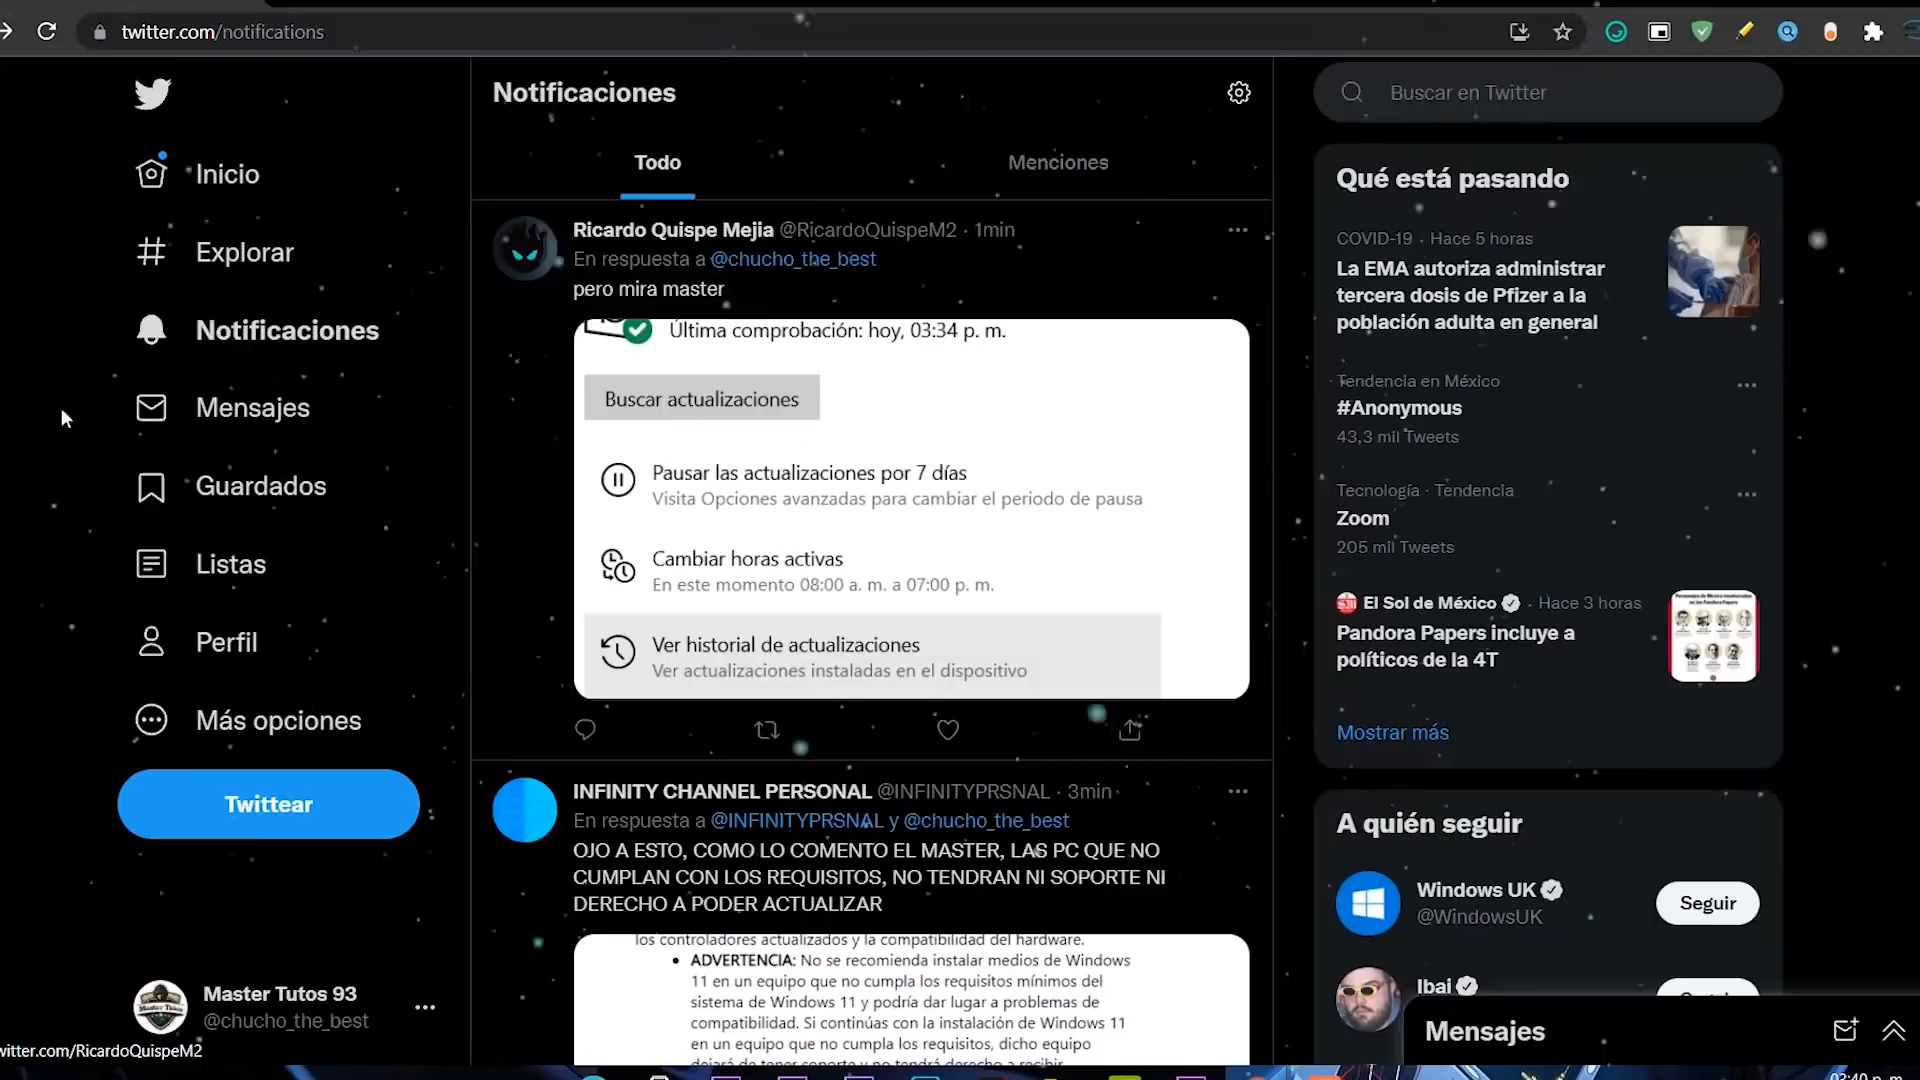 twitter.com/notifications
Inicio
Explorar
Notificaciones
Mensajes
Guardados
Listas
Perfil
Más opciones
Twittear
Master Tutos 93
@chucho_the_best
witter.com/RicardoQuispeM2
Notificaciones
Todo
Menciones
Ricardo Quispe Mejia @RicardoQuispeM2 · 1min
En respuesta a @chucho_the_best
pero mira master
Última comprobación: hoy, 03:34 p. m.
Buscar actualizaciones
Pausar las actualizaciones por 7 días
Visita Opciones avanzadas para cambiar el periodo de pausa
Cambiar horas activas
En este momento 08:00 a. m. a 07:00 p. m.
Ver historial de actualizaciones
Ver actualizaciones instaladas en el dispositivo
INFINITY CHANNEL PERSONAL @INFINITYPRSNAL · 3min
En respuesta a @INFINITYPRSNAL y @chucho_the_best
OJO A ESTO, COMO LO COMENTO EL MASTER, LAS PC QUE NO
CUMPLAN CON LOS REQUISITOS, NO TENDRAN NI SOPORTE NI
DERECHO A PODER ACTUALIZAR
los controladores actualizados y la compatibilidad del hardware.
• ADVERTENCIA: No se recomienda instalar medios de Windows
11 en un equipo que no cumpla los requisitos mínimos del
sistema de Windows 11 y podría dar lugar a problemas de
compatibilidad. Si continúas con la instalación de Windows 11
en un equipo que no cumpla los requisitos, dicho equipo
dejará de tener soporte y no tendrá derecho a recibir
Buscar en Twitter
Qué está pasando
COVID-19 · Hace 5 horas
La EMA autoriza administrar
tercera dosis de Pfizer a la
población adulta en general
Tendencia en México
#Anonymous
43,3 mil Tweets
Tecnología · Tendencia
Zoom
205 mil Tweets
El Sol de México · Hace 3 horas
Pandora Papers incluye a
políticos de la 4T
Mostrar más
A quién seguir
Windows UK
@WindowsUK
Seguir
Ibai
Mensajes
03:40 p. m.